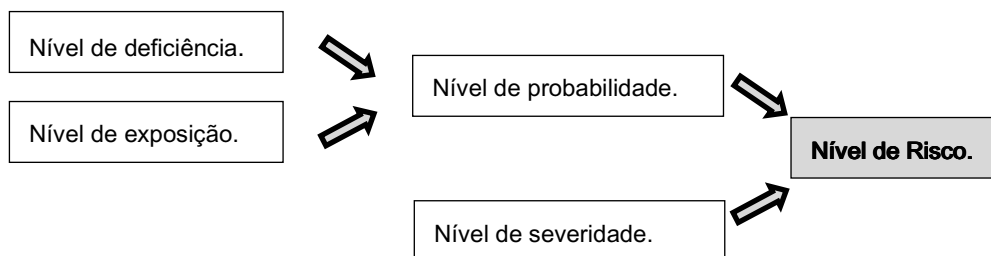 Nível de deficiência.
Nível de exposição.
Nível de probabilidade.
Nível de severidade.
Nível de Risco.